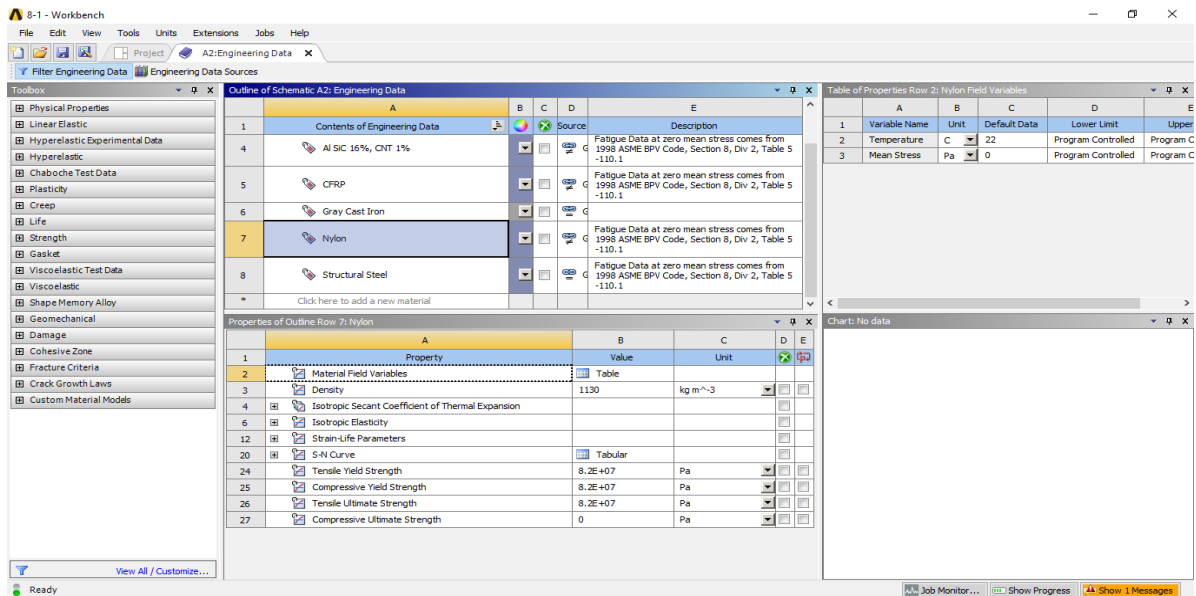 8-1 - Workbench
File Edit View Tools Units Extensions Jobs Help
Project A2:Engineering Data
Filter Engineering Data Engineering Data Sources
Toolbox
Physical Properties
Linear Elastic
Hyperelastic Experimental Data
Hyperelastic
Chaboche Test Data
Plasticity
Creep
Life
Strength
Gasket
Viscoelastic Test Data
Viscoelastic
Shape Memory Alloy
Geomechanical
Damage
Cohesive Zone
Fracture Criteria
Crack Growth Laws
Custom Material Models
View All / Customize...
Outline of Schematic A2: Engineering Data
A B C D E
1 Contents of Engineering Data Source Description
4 Al SiC 16%, CNT 1% G Fatigue Data at zero mean stress comes from
1998 ASME BPV Code, Section 8, Div 2, Table 5
-110.1
5 CFRP G Fatigue Data at zero mean stress comes from
1998 ASME BPV Code, Section 8, Div 2, Table 5
-110.1
6 Gray Cast Iron G
7 Nylon G Fatigue Data at zero mean stress comes from
1998 ASME BPV Code, Section 8, Div 2, Table 5
-110.1
8 Structural Steel G Fatigue Data at zero mean stress comes from
1998 ASME BPV Code, Section 8, Div 2, Table 5
-110.1
* Click here to add a new material
Properties of Outline Row 7: Nylon
A B C D E
1 Property Value Unit
2 Material Field Variables Table
3 Density 1130 kg m^-3
4 Isotropic Secant Coefficient of Thermal Expansion
6 Isotropic Elasticity
12 Strain-Life Parameters
20 S-N Curve Tabular
24 Tensile Yield Strength 8.2E+07 Pa
25 Compressive Yield Strength 8.2E+07 Pa
26 Tensile Ultimate Strength 8.2E+07 Pa
27 Compressive Ultimate Strength 0 Pa
Table of Properties Row 2: Nylon Field Variables
A B C D E
1 Variable Name Unit Default Data Lower Limit Upper
2 Temperature C 22 Program Controlled Program C
3 Mean Stress Pa 0 Program Controlled Program C
Chart: No data
Ready
Job Monitor... Show Progress Show 1 Messages